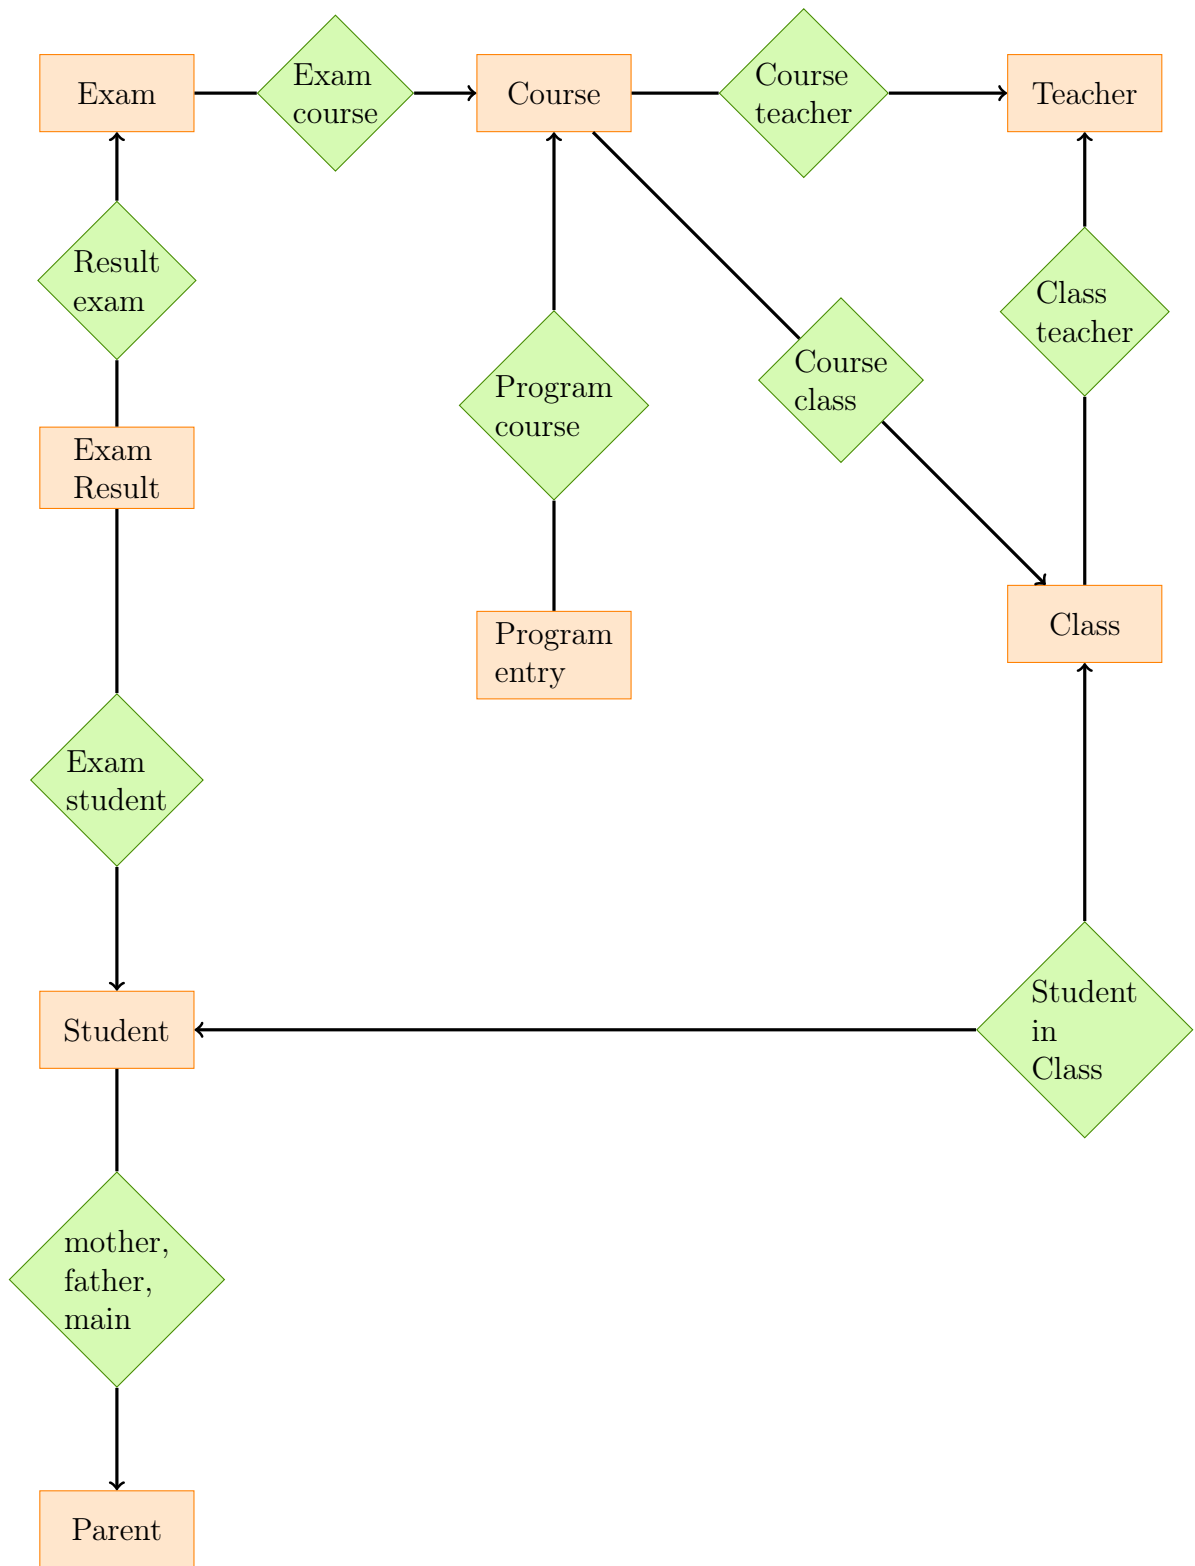 Exam
Exam
course
Course
Course
teacher
Teacher
Result
exam
Class
teacher
Program
course
Course
class
Exam
Result
Program
entry
Class
Exam
student
Student
Student
in
Class
mother,
father,
main
Parent